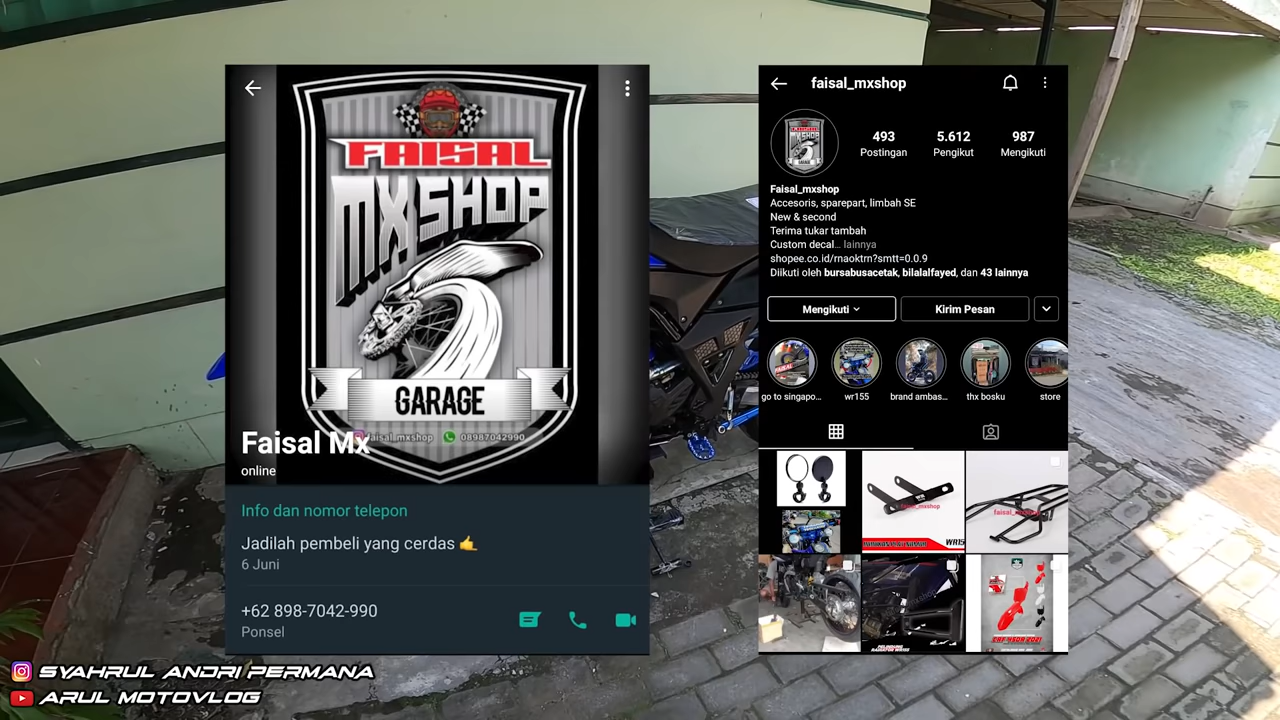 FAISAL
MX SHOP
GARAGE
faisal_mxshop 08987042990
Faisal Mx
online
Info dan nomor telepon
Jadilah pembeli yang cerdas 🤙
6 Juni
+62 898-7042-990
Ponsel
faisal_mxshop
493 5.612 987
Postingan Pengikut Mengikuti
Faisal_mxshop
Accesoris, sparepart, limbah SE
New & second
Terima tukar tambah
Custom decal… lainnya
shopee.co.id/rnaoktrn?smtt=0.0.9
Diikuti oleh bursabusacetak, bilalalfayed, dan 43 lainnya
Mengikuti Kirim Pesan
go to singapo... wr155 brand ambas... thx bosku store
WR15
SYAHRUL ANDRI PERMANA
ARUL MOTOVLOG